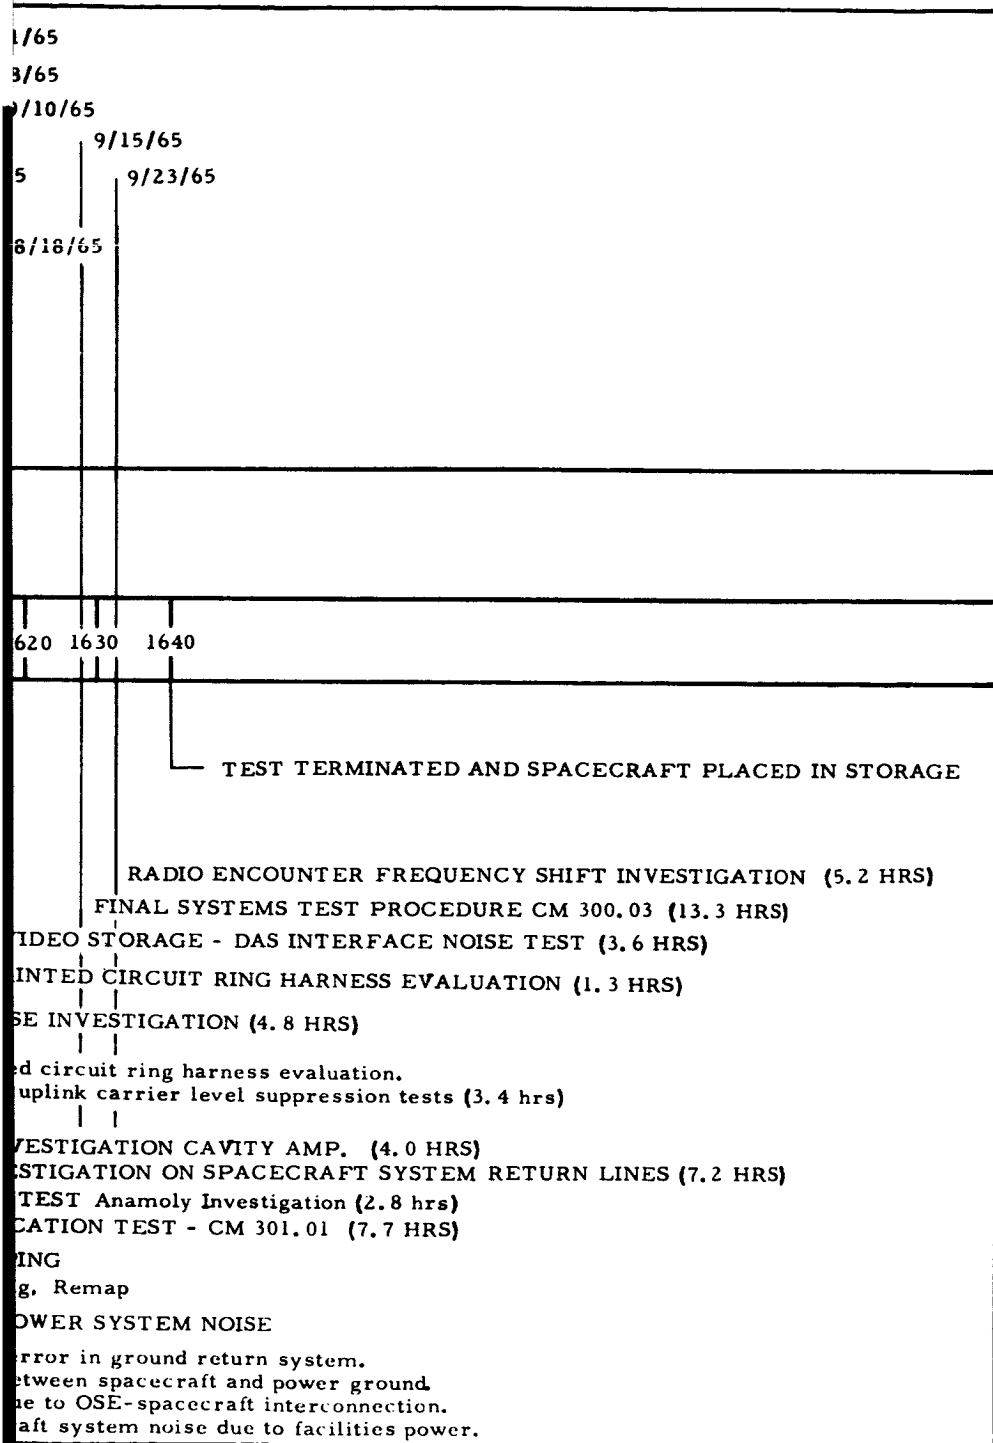 1/65
8/65
9/10/65
9/15/65
5 9/23/65
8/18/65
620 1630 1640
TEST TERMINATED AND SPACECRAFT PLACED IN STORAGE
RADIO ENCOUNTER FREQUENCY SHIFT INVESTIGATION (5.2 HRS)
FINAL SYSTEMS TEST PROCEDURE CM 300.03 (13.3 HRS)
IDEO STORAGE - DAS INTERFACE NOISE TEST (3.6 HRS)
INTED CIRCUIT RING HARNESS EVALUATION (1.3 HRS)
SE INVESTIGATION (4.8 HRS)
ed circuit ring harness evaluation.
uplink carrier level suppression tests (3.4 hrs)
VESTIGATION CAVITY AMP. (4.0 HRS)
ESTIGATION ON SPACECRAFT SYSTEM RETURN LINES (7.2 HRS)
TEST Anamoly Investigation (2.8 hrs)
CATION TEST - CM 301.01 (7.7 HRS)
PING
g, Remap
OWER SYSTEM NOISE
rror in ground return system.
etween spacecraft and power ground.
ue to OSE-spacecraft interconnection.
aft system noise due to facilities power.